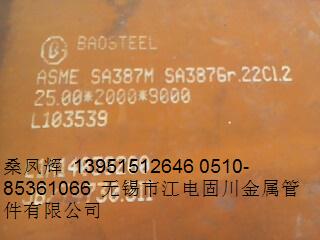 BAOSTEEL
ASME SA387M SA387Gr.22Cl.2
25.00*2000*9000
L103539
桑凤辉 13951512646 0510-
85361066 无锡市江电固川金属管
件有限公司